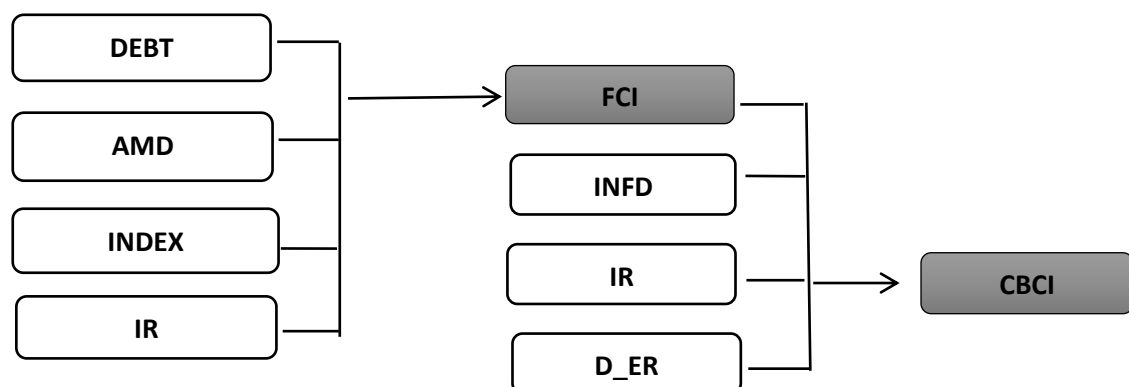 DEBT
AMD
INDEX
IR
FCI
INFD
IR
D_ER
CBCI